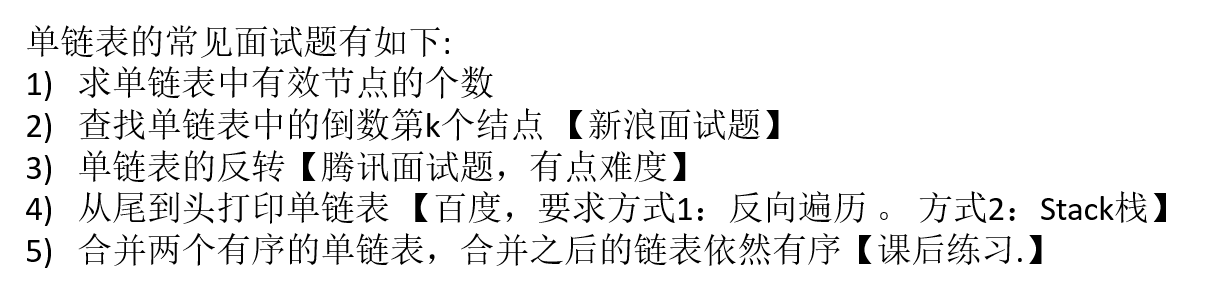 单链表的常见面试题有如下:
1) 求单链表中有效节点的个数
2) 查找单链表中的倒数第k个结点 【新浪面试题】
3) 单链表的反转【腾讯面试题，有点难度】
4) 从尾到头打印单链表 【百度，要求方式1：反向遍历 。 方式2：Stack栈】
5) 合并两个有序的单链表，合并之后的链表依然有序【课后练习.】